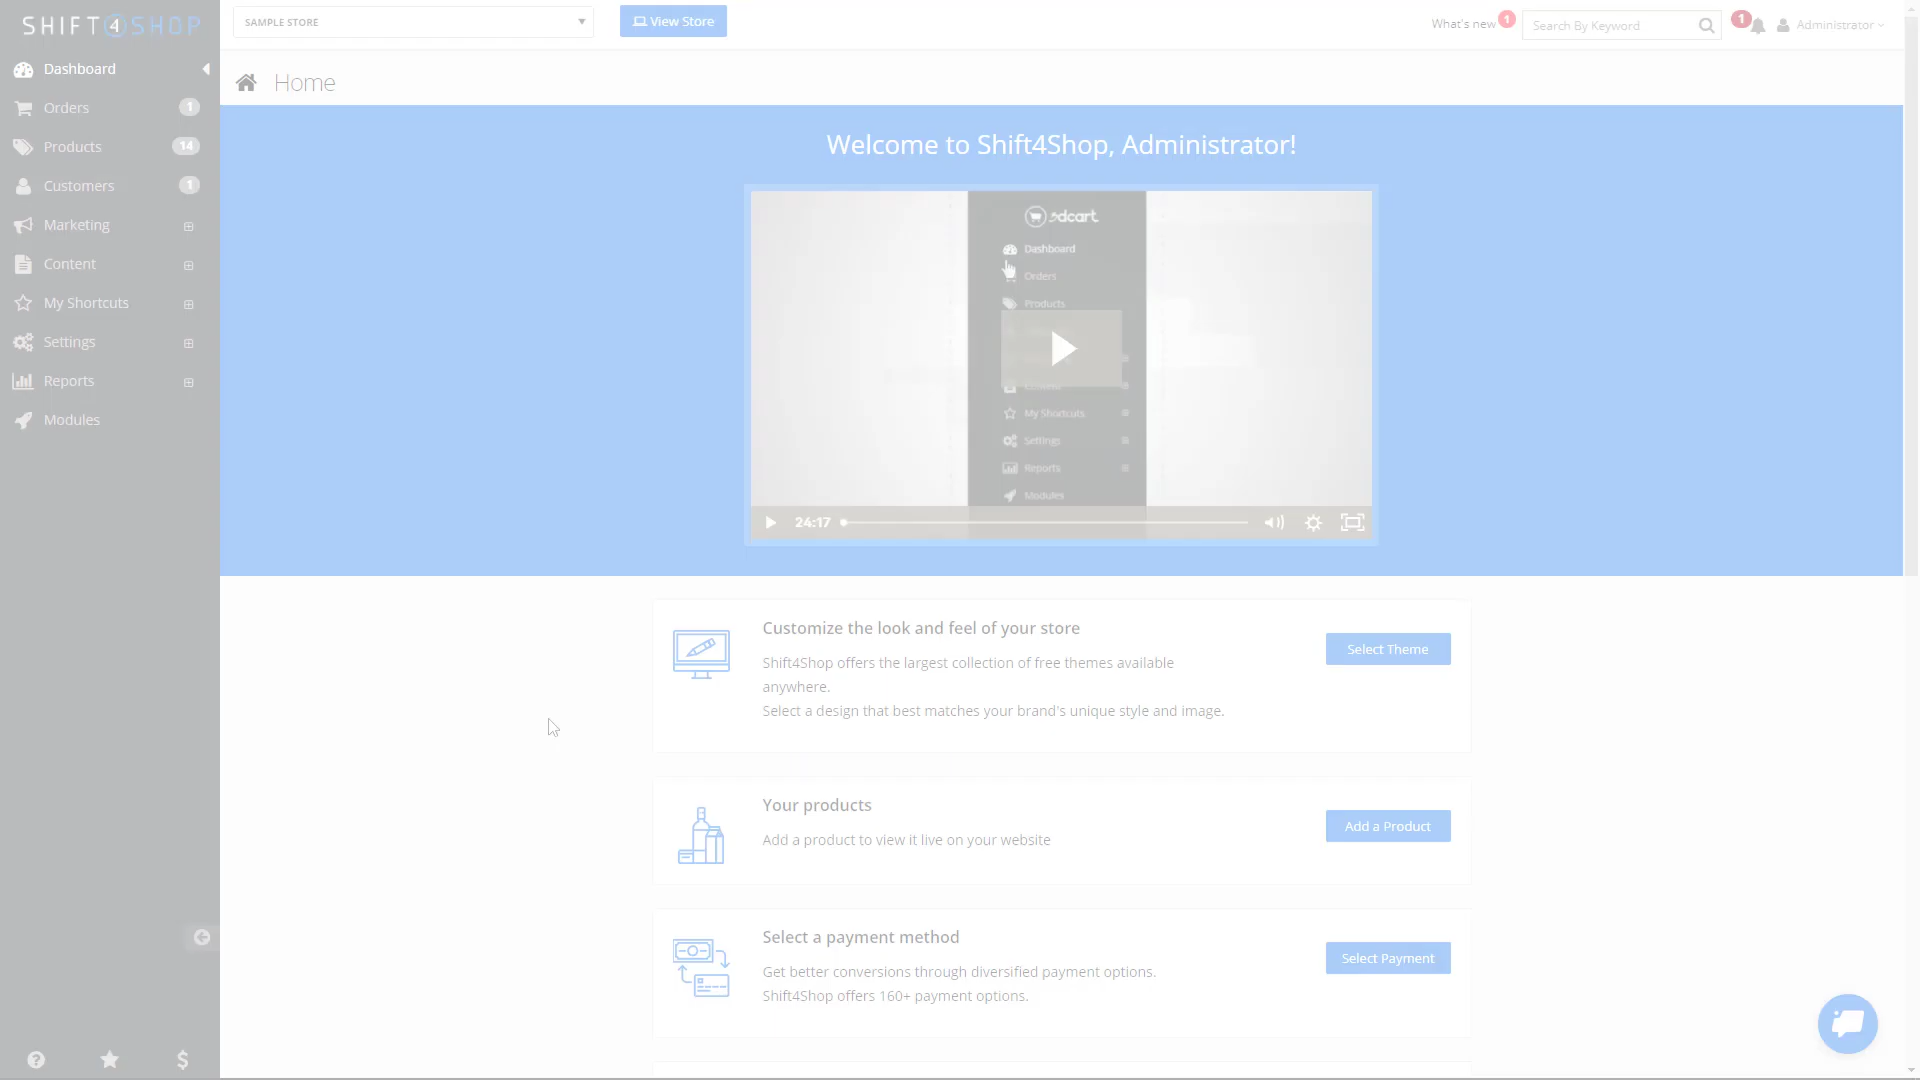 SHIFT4SHOP
SAMPLE STORE
View Store
What's new 1
Search By Keyword
1
Administrator
Dashboard
Orders 1
Products 14
Customers 1
Marketing
Content
My Shortcuts
Settings
Reports
Modules
Home
Welcome to Shift4Shop, Administrator!
3dcart
Dashboard
Orders
Products
My Shortcuts
Settings
Reports
Modules
24:17
Customize the look and feel of your store
Shift4Shop offers the largest collection of free themes available
anywhere.
Select a design that best matches your brand's unique style and image.
Select Theme
Your products
Add a product to view it live on your website
Add a Product
Select a payment method
Get better conversions through diversified payment options.
Shift4Shop offers 160+ payment options.
Select Payment